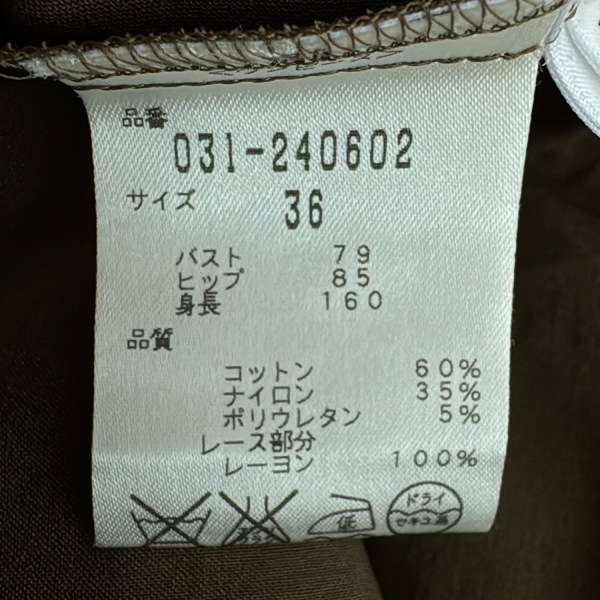 品番
031-240602
サイズ 36
バスト 79
ヒップ 85
身長 160
品質
コットン 60%
ナイロン 35%
ポリウレタン 5%
レース部分
レーヨン 100%
低
ドライ
セキユ系